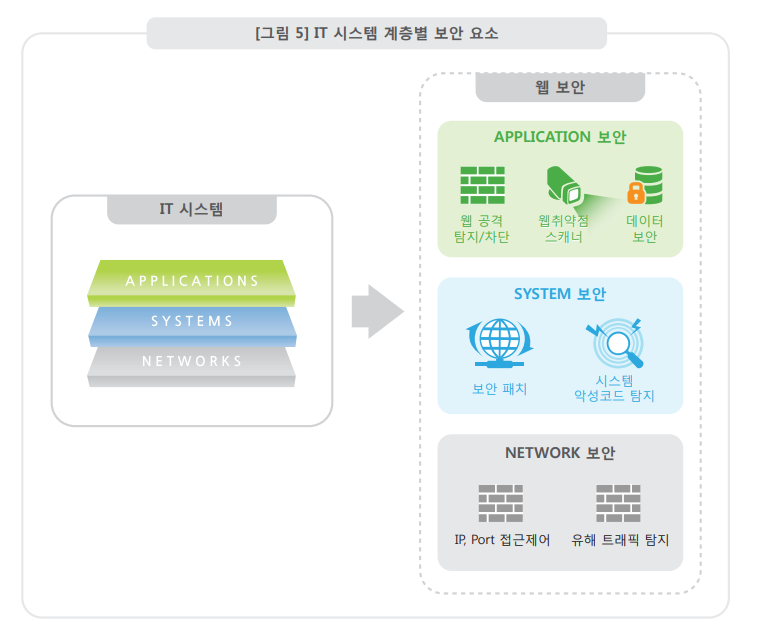 [그림 5] IT 시스템 계층별 보안 요소
IT 시스템
APPLICATIONS
SYSTEMS
NETWORKS
웹 보안
APPLICATION 보안
웹 공격
탐지/차단
웹취약점
스캐너
데이터
보안
SYSTEM 보안
보안 패치
시스템
악성코드 탐지
NETWORK 보안
IP, Port 접근제어
유해 트래픽 탐지